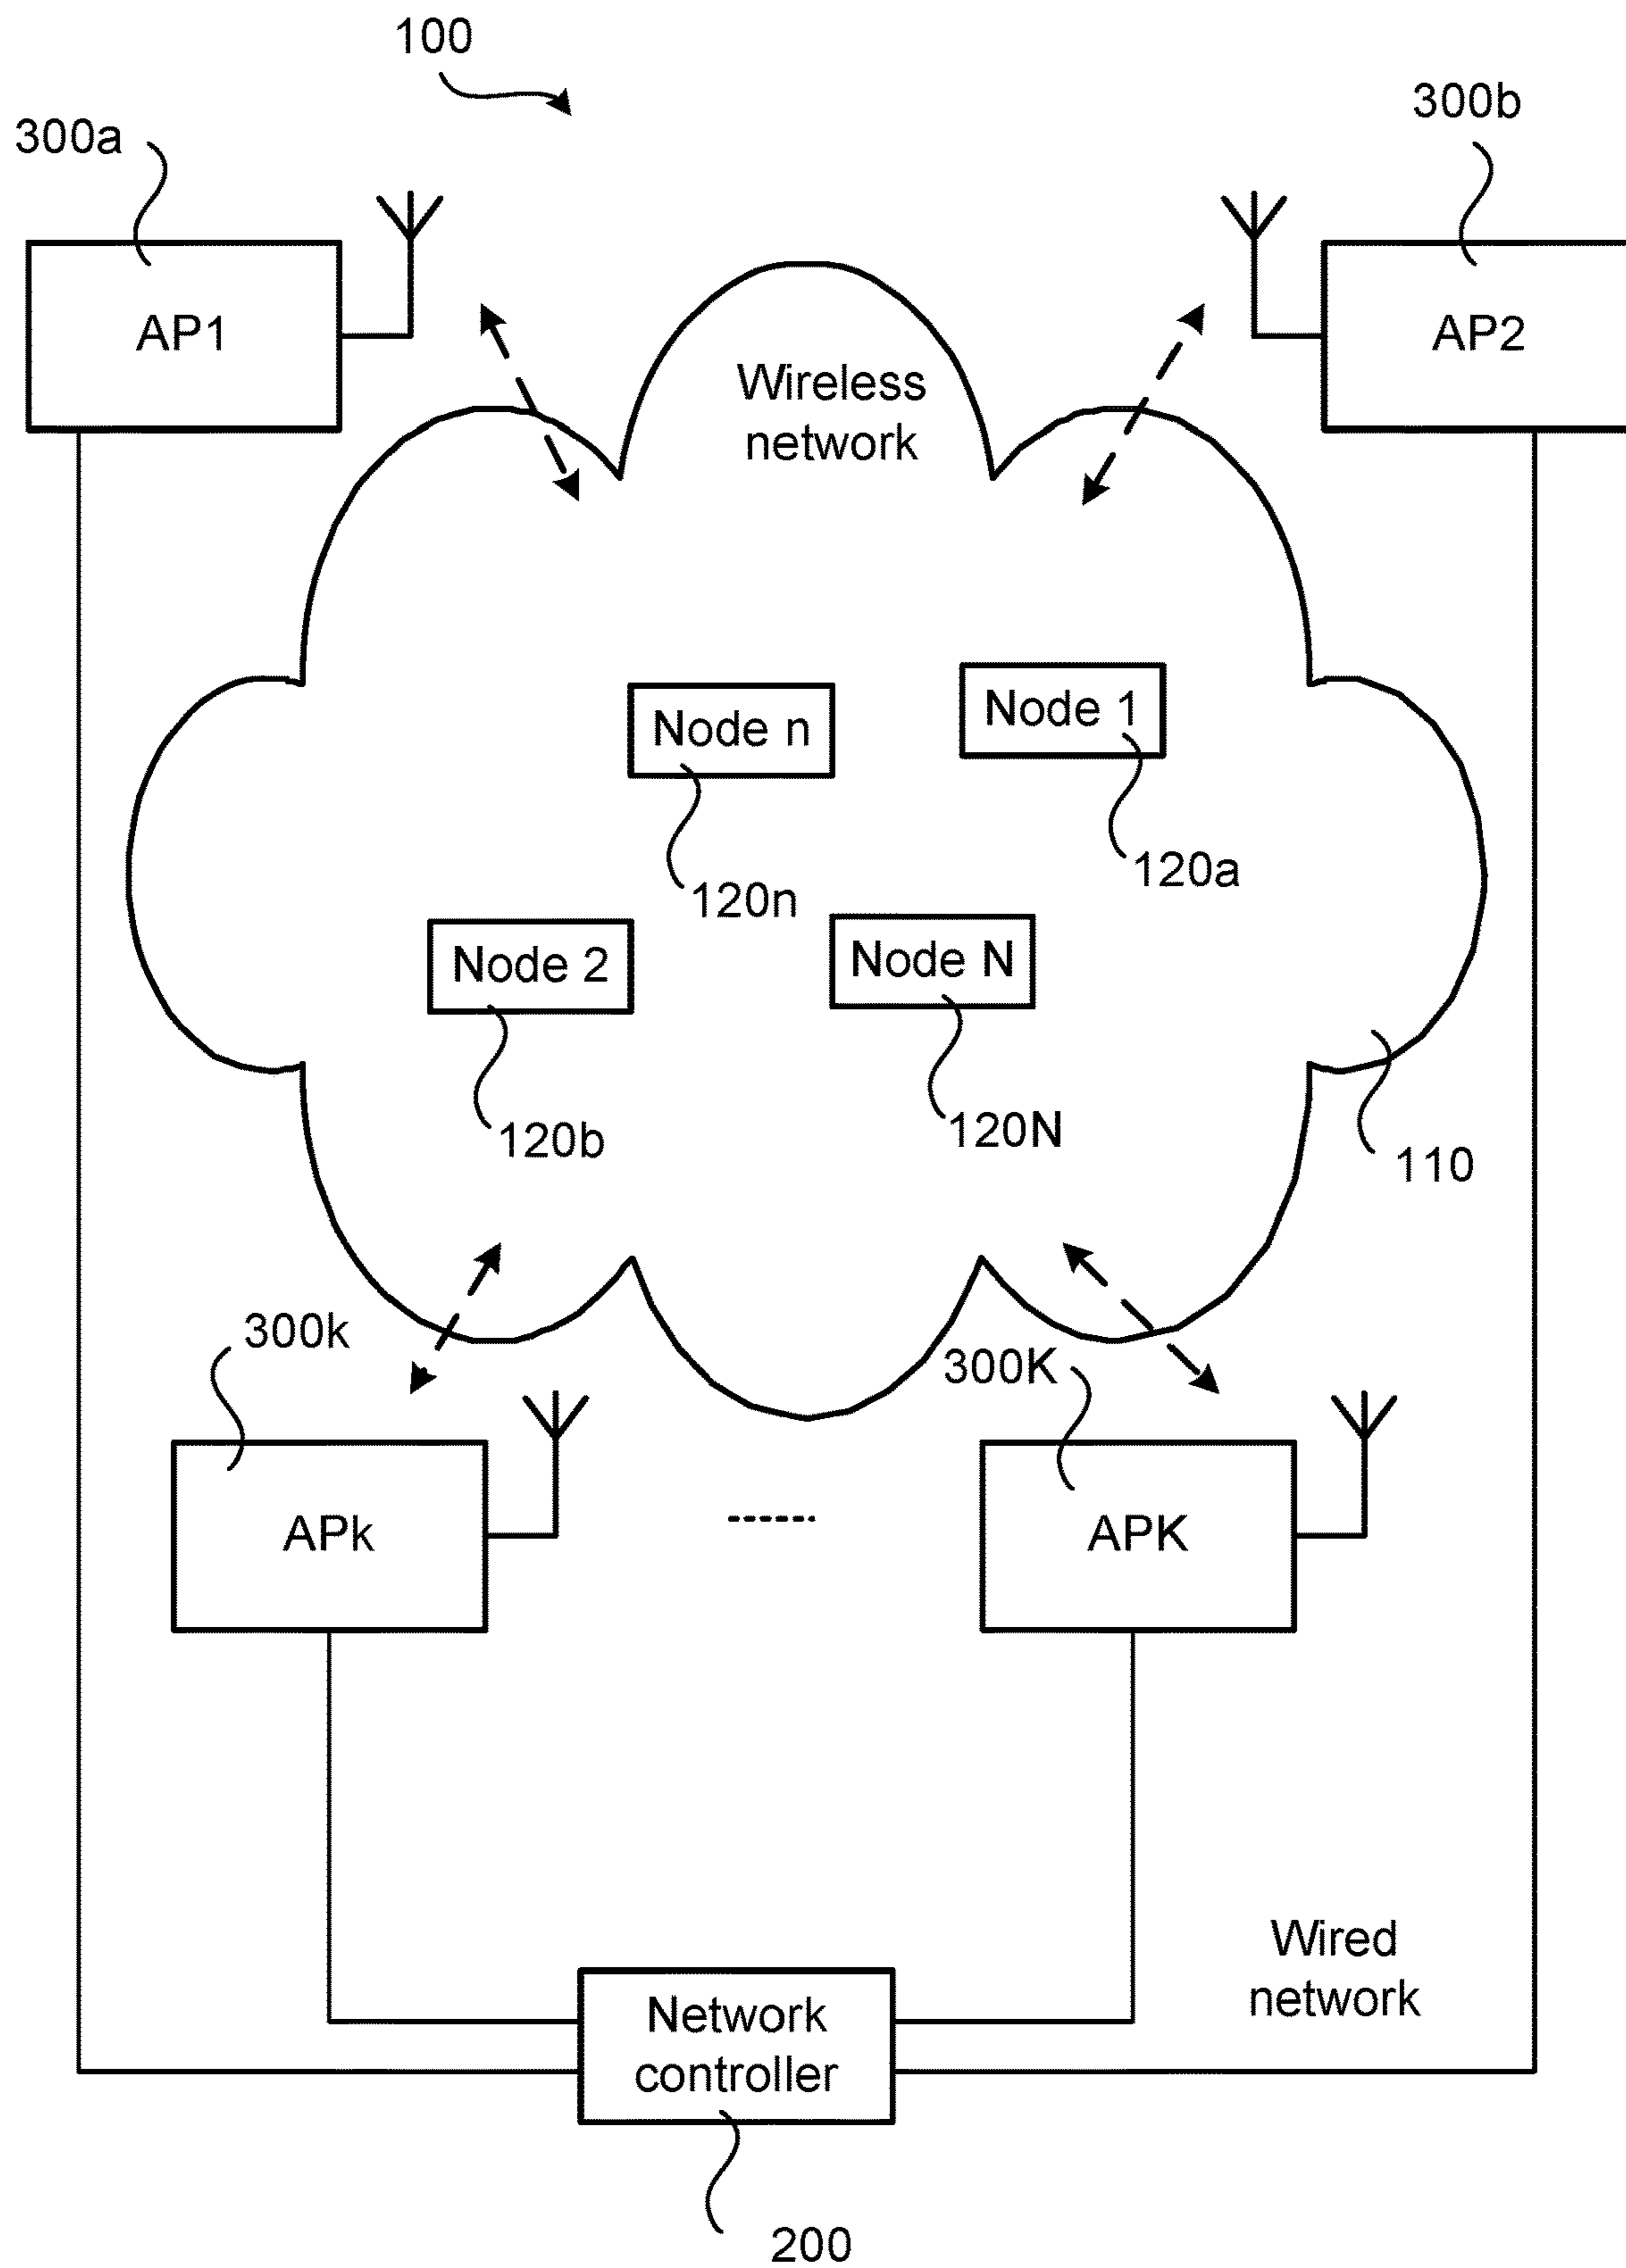 100
300a
300b
AP1
AP2
Wireless
network
Node n
Node 1
120n
120a
Node 2
Node N
120b
120N
110
300k
300K
APk
APK
Wired
network
Network
controller
200